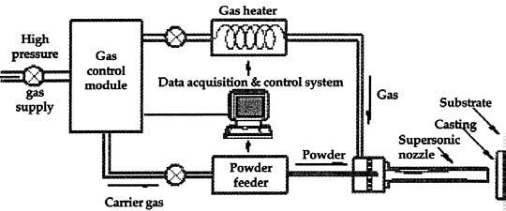 Gas heater
High
pressure
gas
supply
Gas
control
module
Data acquisition & control system
Gas
Substrate
Casting
Supersonic
nozzle
Powder
Powder
feeder
Carrier gas